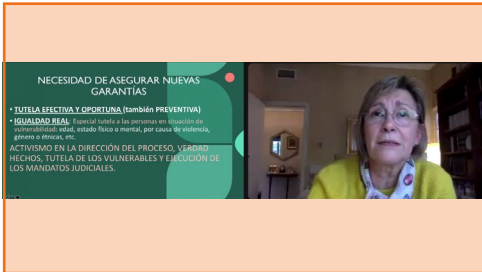 NECESIDAD DE ASEGURAR NUEVAS
GARANTÍAS
• TUTELA EFECTIVA Y OPORTUNA (también PREVENTIVA)
• IGUALDAD REAL: Especial tutela a las personas en situación de
vulnerabilidad: edad, estado físico o mental, por causa de violencia,
género o étnicas, etc.
ACTIVISMO EN LA DIRECCIÓN DEL PROCESO, VERDAD
HECHOS, TUTELA DE LOS VULNERABLES Y EJECUCIÓN DE
LOS MANDATOS JUDICIALES.